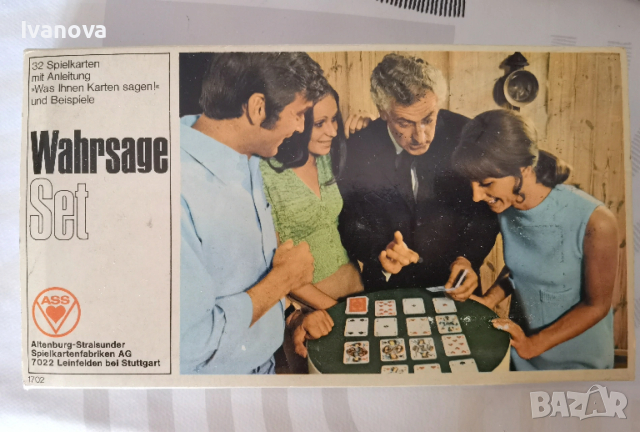 Ivanova
32 Spielkarten
mit Anleitung
»Was Ihnen Karten sagen!«
und Beispiele
Wahrsage
Set
ASS
Altenburg-Stralsunder
Spielkartenfabriken AG
7022 Leinfelden bei Stuttgart
1702
BAZAR